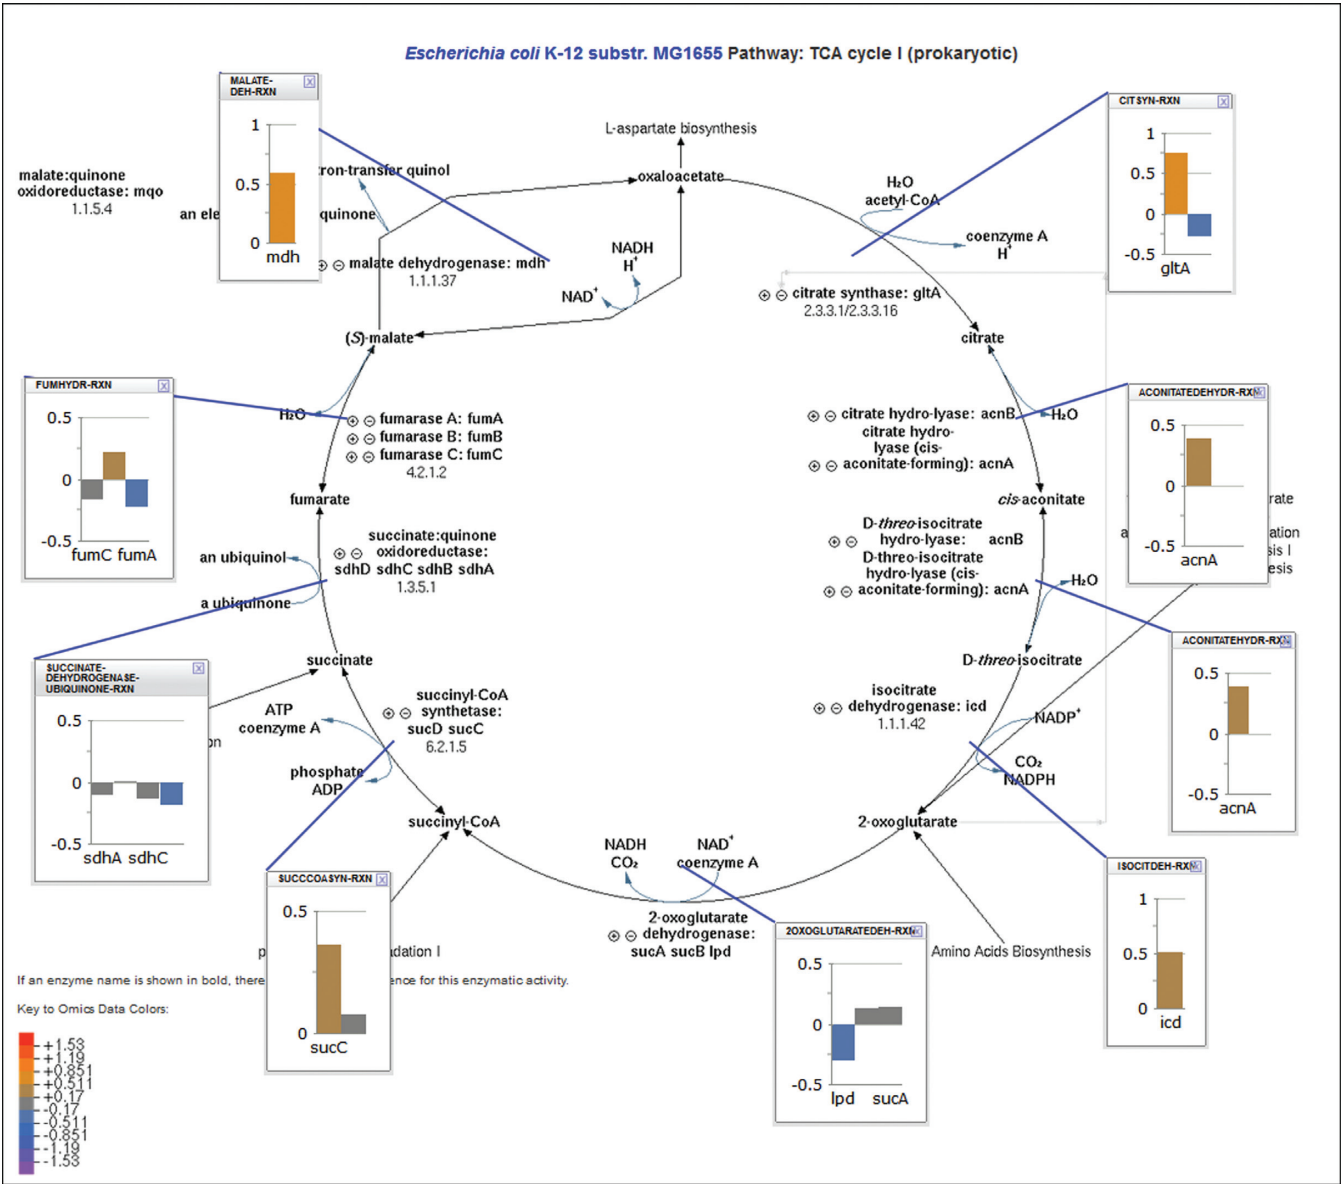 Escherichia coli K-12 substr. MG1655 Pathway: TCA cycle I (prokaryotic)
MALATE-
DEH-RXN
1
0.5
0
mdh
CITSYN-RXN
1
0.5
0
-0.5
gltA
L-aspartate biosynthesis
oxaloacetate
malate:quinone
oxidoreductase: mqo
1.1.5.4
tron-transfer quinol
an ele
quinone
H₂O
acetyl-CoA
coenzyme A
H⁺
NADH
H⁺
NAD⁺
malate dehydrogenase: mdh
1.1.1.37
citrate synthase: gltA
2.3.3.1/2.3.3.16
(S)-malate
citrate
FUMHYDR-RXN
0.5
0
-0.5
fumC fumA
H₂O
fumarase A: fumA
fumarase B: fumB
fumarase C: fumC
4.2.1.2
citrate hydro-lyase: acnB
citrate hydro-
lyase (cis-
aconitate-forming): acnA
H₂O
ACONITATEDEHYDR-RXN
0.5
0
-0.5
acnA
fumarate
cis-aconitate
rate
a
ation
sis I
esis
succinate:quinone
oxidoreductase:
sdhD sdhC sdhB sdhA
1.3.5.1
an ubiquinol
a ubiquinone
D-threo-isocitrate
hydro-lyase: acnB
D-threo-isocitrate
hydro-lyase (cis-
aconitate-forming): acnA
H₂O
ACONITATEHYDR-RXN
0.5
0
-0.5
acnA
SUCCINATE-
DEHYDROGENASE-
UBIQUINONE-RXN
0.5
0
-0.5
sdhA sdhC
succinate
D-threo-isocitrate
on
ATP
coenzyme A
phosphate
ADP
succinyl-CoA
synthetase:
sucD sucC
6.2.1.5
isocitrate
dehydrogenase: icd
1.1.1.42
NADP⁺
CO₂
NADPH
succinyl-CoA
2-oxoglutarate
NADH
CO₂
NAD⁺
coenzyme A
2-oxoglutarate
dehydrogenase:
sucA sucB lpd
ISOCITDEH-RXN
1
0.5
0
icd
SUCCCOASYN-RXN
0.5
0
sucC
2OXOGLUTARATEDEH-RXN
0.5
0
-0.5
lpd sucA
Amino Acids Biosynthesis
p
adation I
If an enzyme name is shown in bold, there
ence for this enzymatic activity.
Key to Omics Data Colors:
+1.53
+1.19
+0.851
+0.511
+0.17
-0.17
-0.511
-0.851
-1.19
-1.53